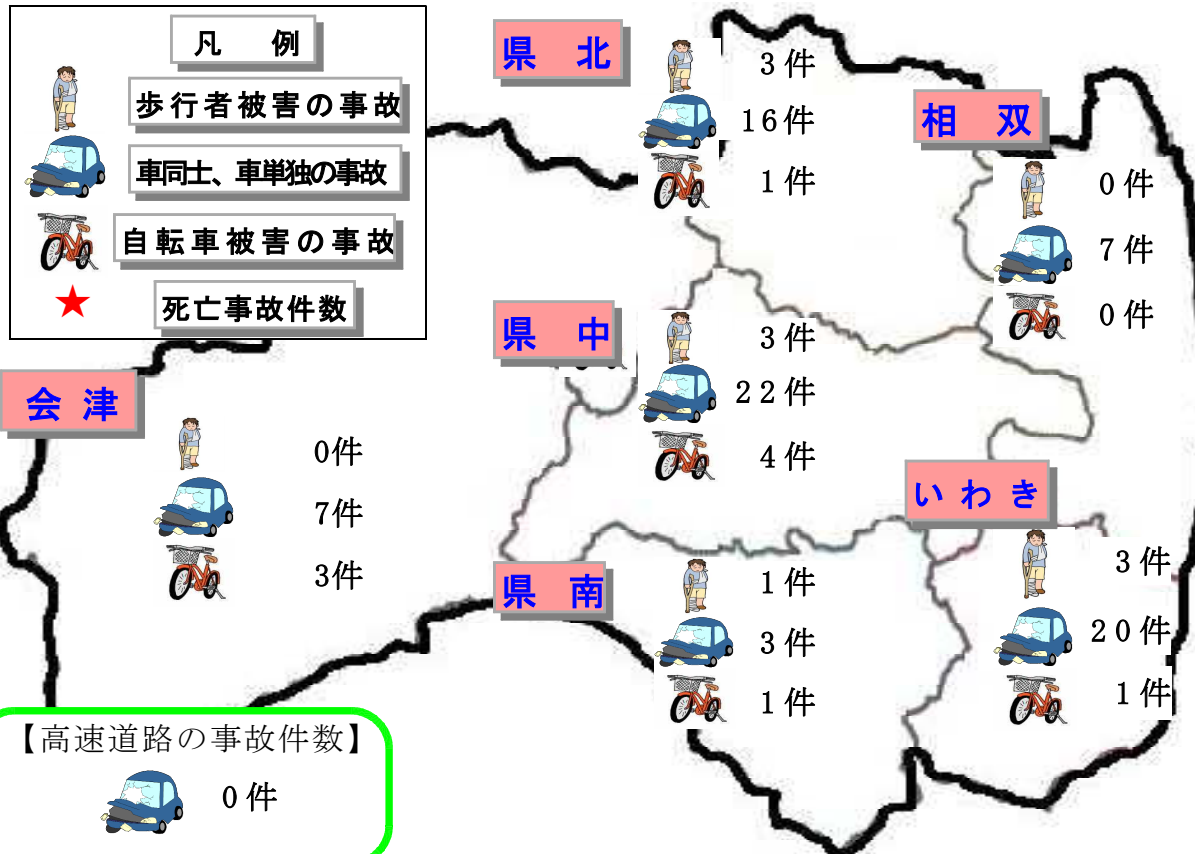 凡　例
歩行者被害の事故
車同士、車単独の事故
自転車被害の事故
死亡事故件数
県　北
3件
16件
1件
相　双
0件
7件
0件
県　中
3件
22件
4件
会 津
0件
7件
3件
いわき
3件
20件
1件
県　南
1件
3件
1件
【高速道路の事故件数】
0件